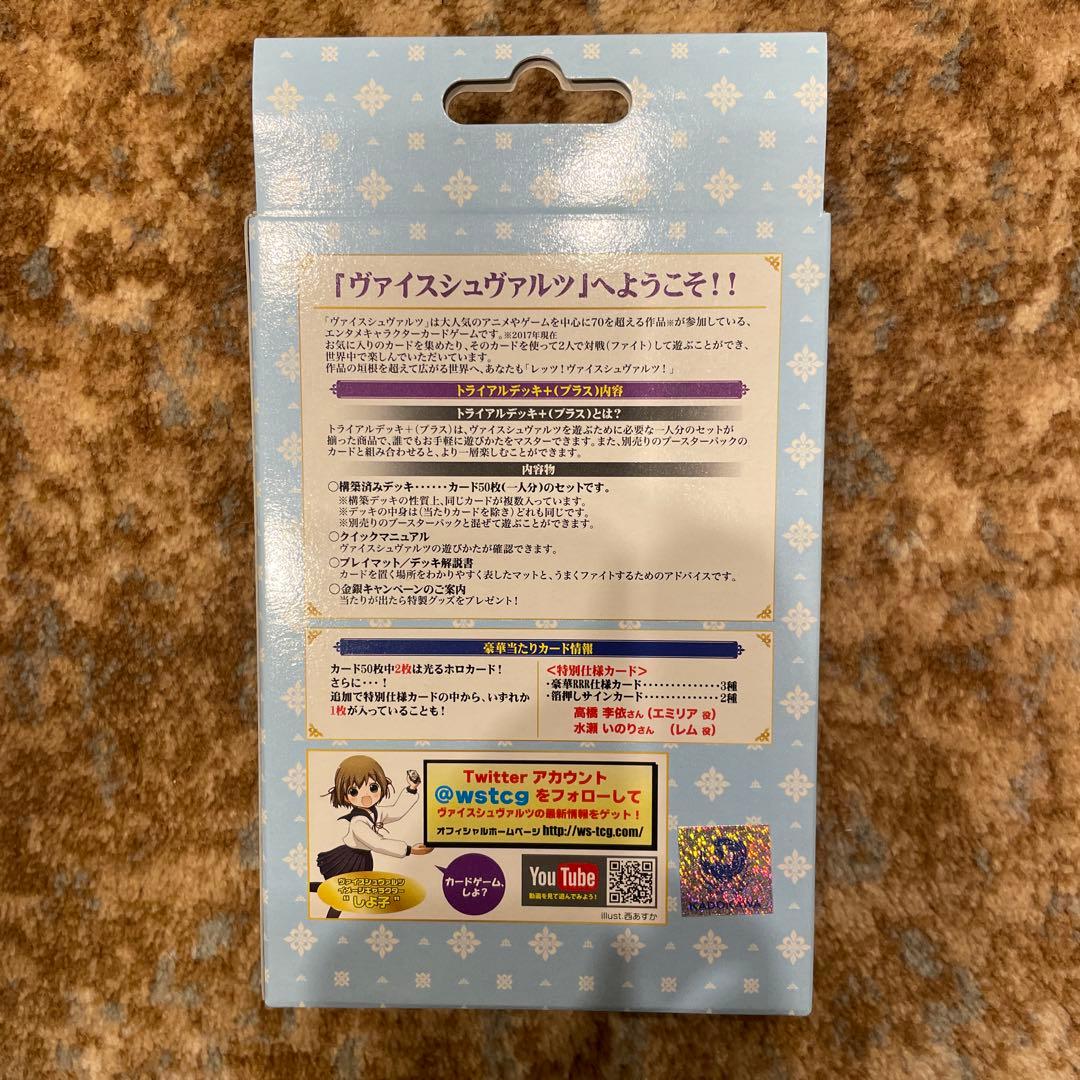 『ヴァイスシュヴァルツ』へようこそ！！
「ヴァイスシュヴァルツ」は大人気のアニメやゲームを中心に70を超える作品※が参加している、
エンタメキャラクターカードゲームです。※2017年現在
お気に入りのカードを集めたり、そのカードを使って2人で対戦（ファイト）して遊ぶことができ、
世界中で楽しんでいただいています。
作品の垣根を超えて広がる世界へ、あなたも「レッツ！ヴァイスシュヴァルツ！」
トライアルデッキ＋（プラス）内容
トライアルデッキ＋（プラス）とは？
トライアルデッキ＋（プラス）は、ヴァイスシュヴァルツを遊ぶために必要な一人分のセットが
揃った商品で、誰でもお手軽に遊びかたをマスターできます。また、別売りのブースターパックの
カードと組み合わせると、より一層楽しむことができます。
内容物
○構築済みデッキ……カード50枚（一人分）のセットです。
※構築デッキの性質上、同じカードが複数入っています。
※デッキの中身は（当たりカードを除き）どれも同じです。
※別売りのブースターパックと混ぜて遊ぶことができます。
○クイックマニュアル
ヴァイスシュヴァルツの遊びかたが確認できます。
○プレイマット／デッキ解説書
カードを置く場所をわかりやすく表したマットと、うまくファイトするためのアドバイスです。
○金銀キャンペーンのご案内
当たりが出たら特製グッズをプレゼント！
豪華当たりカード情報
カード50枚中2枚は光るホロカード！
さらに・・・！
追加で特別仕様カードの中から、いずれか
1枚が入っていることも！
＜特別仕様カード＞
・豪華RRR仕様カード……………3種
・箔押しサインカード……………2種
高橋 李依さん（エミリア 役）
水瀬 いのりさん （レム 役）
Twitter アカウント
@wstcg をフォローして
ヴァイスシュヴァルツの最新情報をゲット！
オフィシャルホームページ http://ws-tcg.com/
ヴァイスシュヴァルツ
イメージキャラクター
"しよ子"
カードゲーム、
しよ？
YouTube
動画を見て遊んでみよう！
illust.西あすか
KADOKAWA